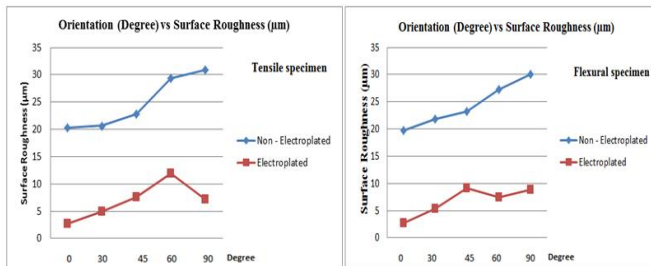 Orientation (Degree) vs Surface Roughness (µm)
Tensile specimen
Surface Roughness (µm)
35
30
25
20
15
10
5
0
Non - Electroplated
Electroplated
0 30 45 60 90 Degree
Orientation (Degree) vs Surface Roughness (µm)
Flexural specimen
Surface Roughness (µm)
35
30
25
20
15
10
5
0
Non - Electroplated
Electroplated
0 30 45 60 90 Degree